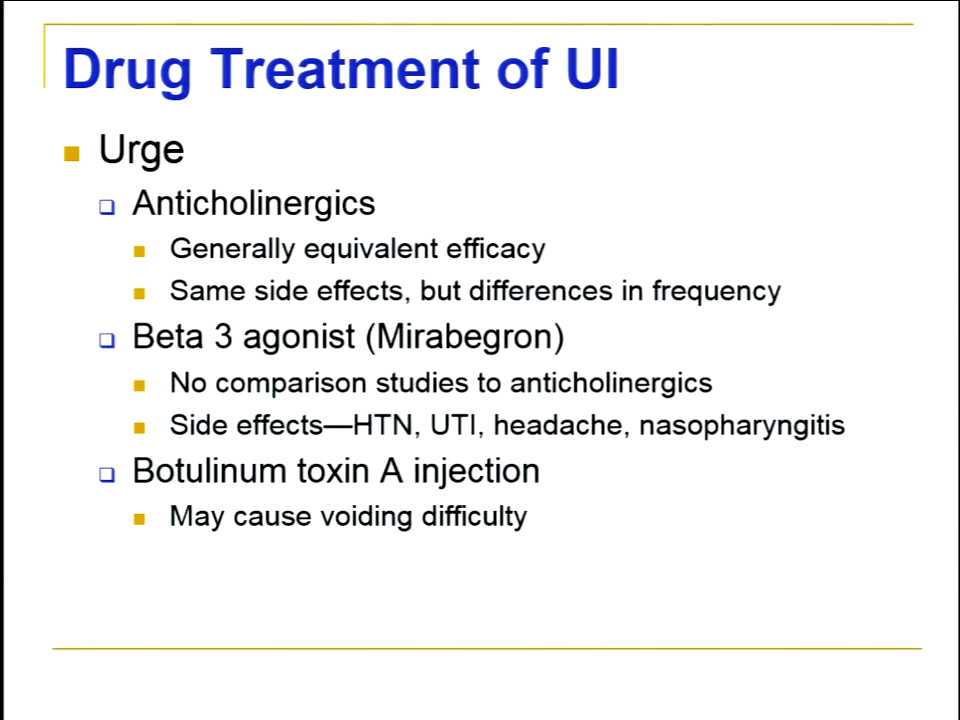 Drug Treatment of UI
Urge
Anticholinergics
Generally equivalent efficacy
Same side effects, but differences in frequency
Beta 3 agonist (Mirabegron)
No comparison studies to anticholinergics
Side effects—HTN, UTI, headache, nasopharyngitis
Botulinum toxin A injection
May cause voiding difficulty